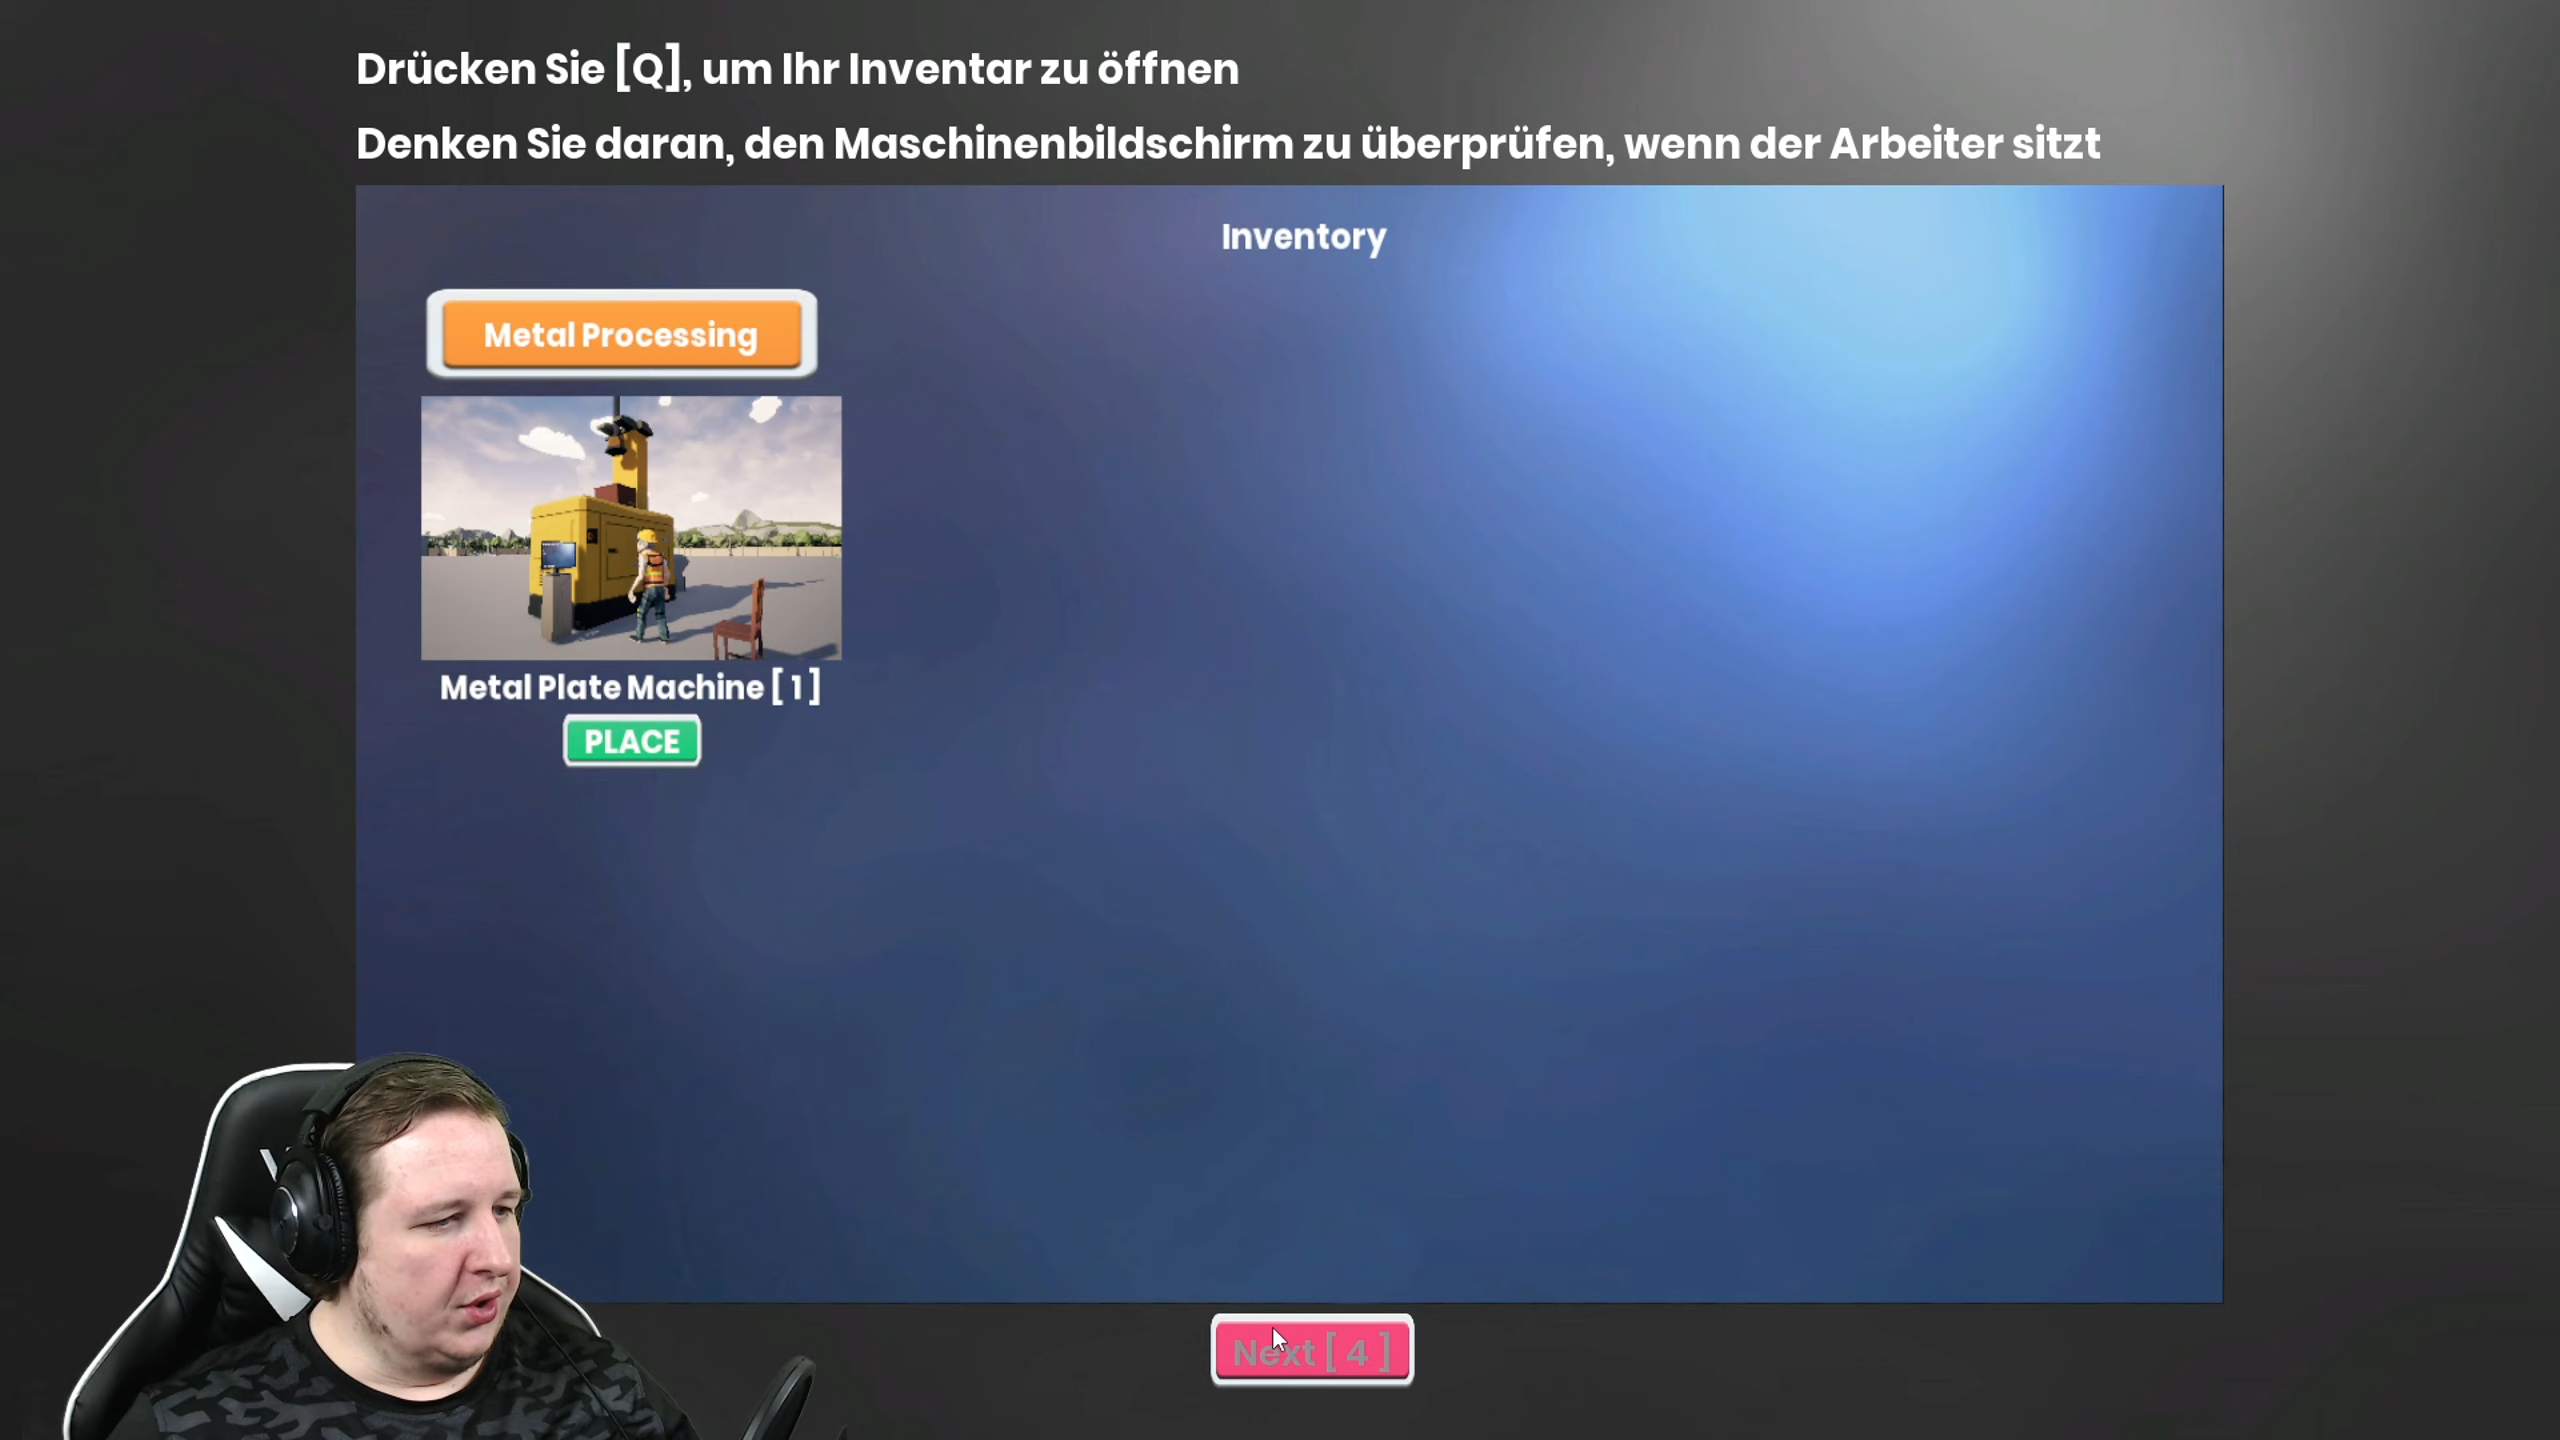 Drücken Sie [Q], um Ihr Inventar zu öffnen
Denken Sie daran, den Maschinenbildschirm zu überprüfen, wenn der Arbeiter sitzt
Inventory
Metal Processing
Metal Plate Machine [ 1 ]
PLACE
Next [ 4 ]